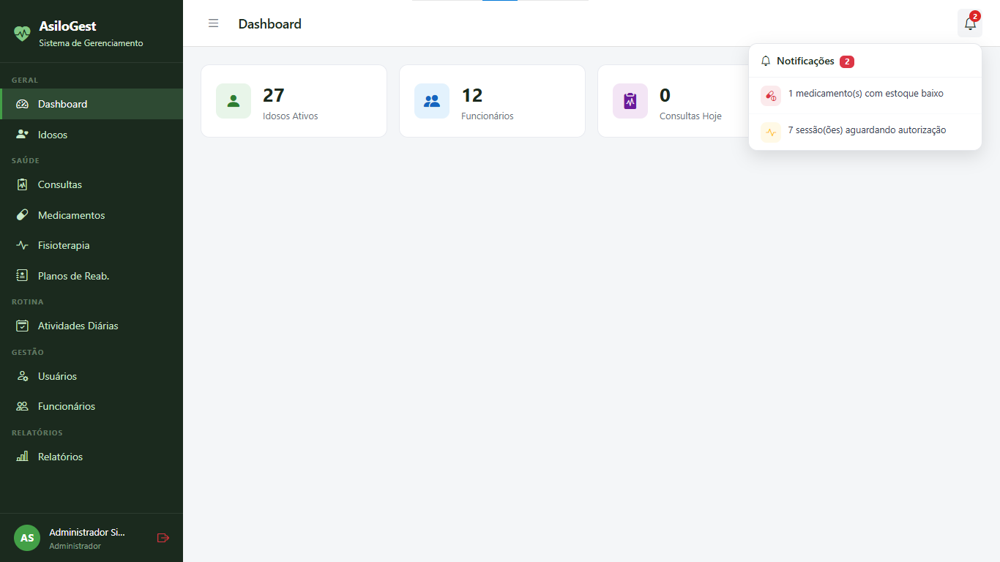 AsiloGest
Sistema de Gerenciamento
GERAL
Dashboard
Idosos
SAÚDE
Consultas
Medicamentos
Fisioterapia
Planos de Reab.
ROTINA
Atividades Diárias
GESTÃO
Usuários
Funcionários
RELATÓRIOS
Relatórios
AS
Administrador Si...
Administrador
Dashboard
2
27
Idosos Ativos
12
Funcionários
0
Consultas Hoje
Notificações 2
1 medicamento(s) com estoque baixo
7 sessão(ões) aguardando autorização